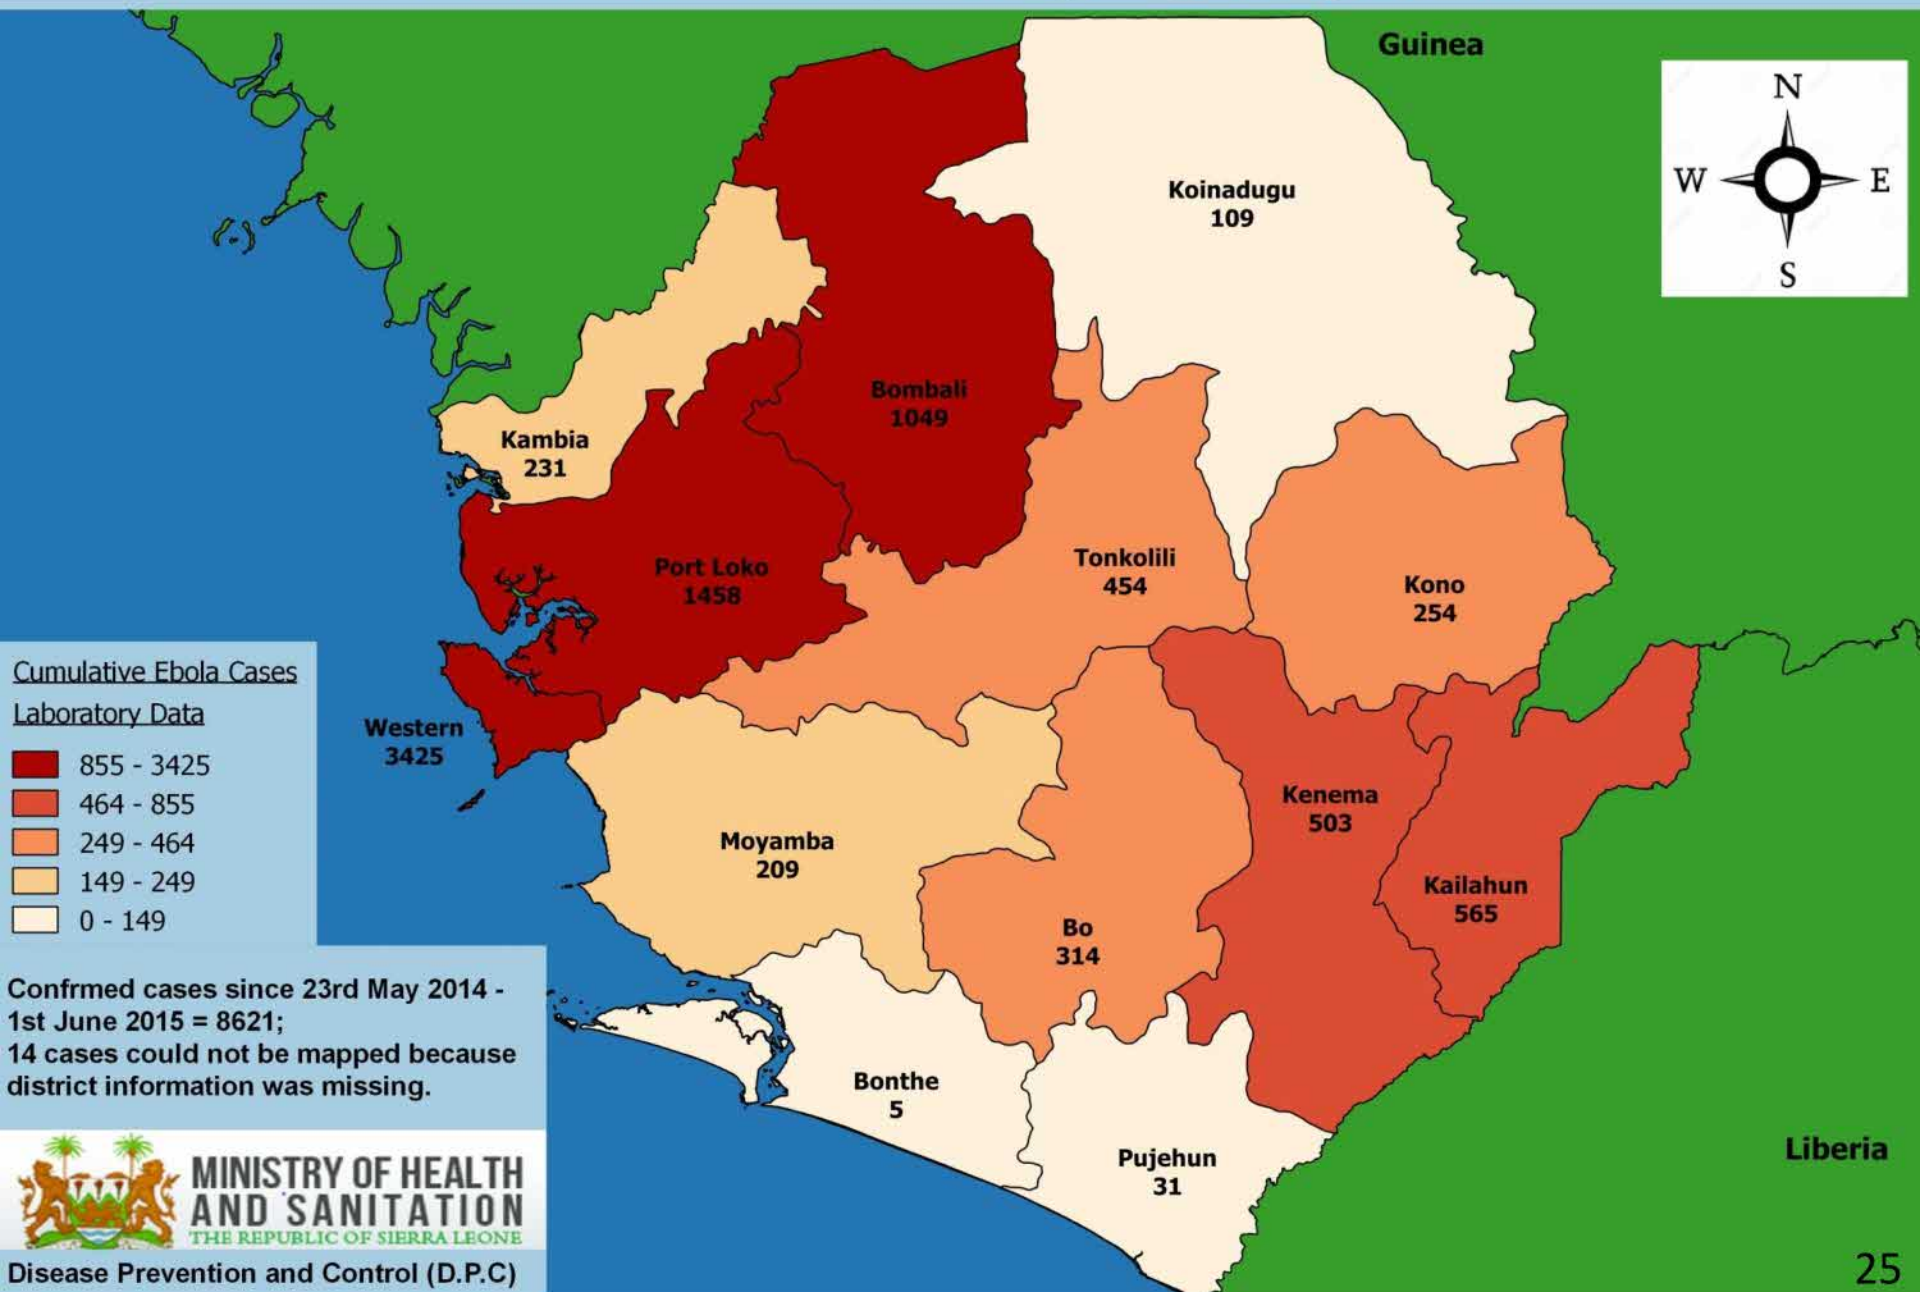 Guinea
N
W
E
S
Koinadugu
109
Bombali
1049
Kambia
231
Port Loko
1458
Tonkolili
454
Kono
254
Western
3425
Kenema
503
Moyamba
209
Kailahun
565
Bo
314
Bonthe
5
Pujehun
31
Liberia
Cumulative Ebola Cases
Laboratory Data
855 - 3425
464 - 855
249 - 464
149 - 249
0 - 149
Confrmed cases since 23rd May 2014 -
1st June 2015 = 8621;
14 cases could not be mapped because
district information was missing.
MINISTRY OF HEALTH
AND SANITATION
THE REPUBLIC OF SIERRA LEONE
Disease Prevention and Control (D.P.C)
25